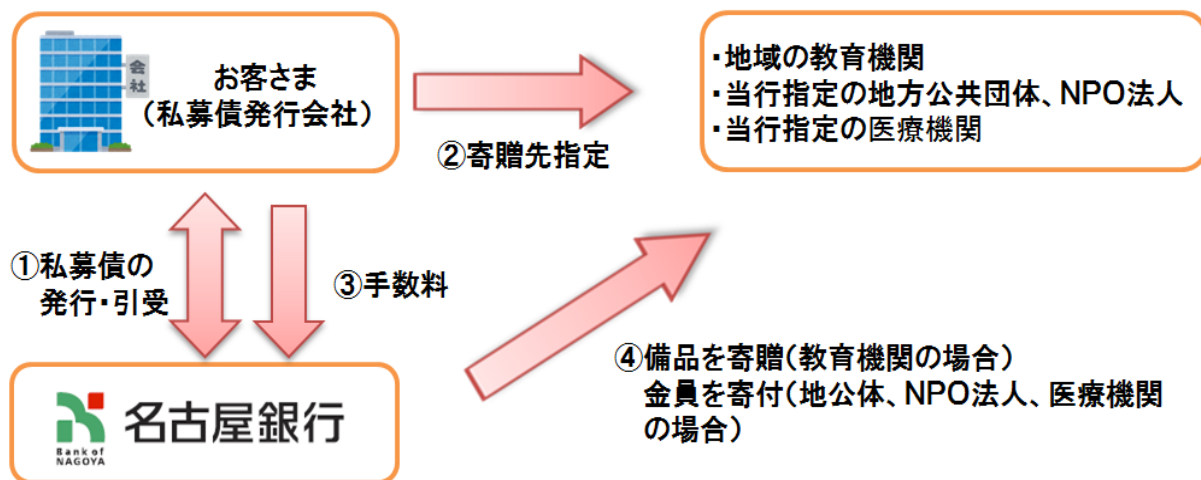 会
社
お客さま
(私募債発行会社)
・地域の教育機関
・当行指定の地方公共団体、NPO法人
・当行指定の医療機関
②寄贈先指定
①私募債の
発行・引受
③手数料
④備品を寄贈(教育機関の場合)
金員を寄付(地公体、NPO法人、医療機関
の場合)
名古屋銀行
Bank of
NAGOYA